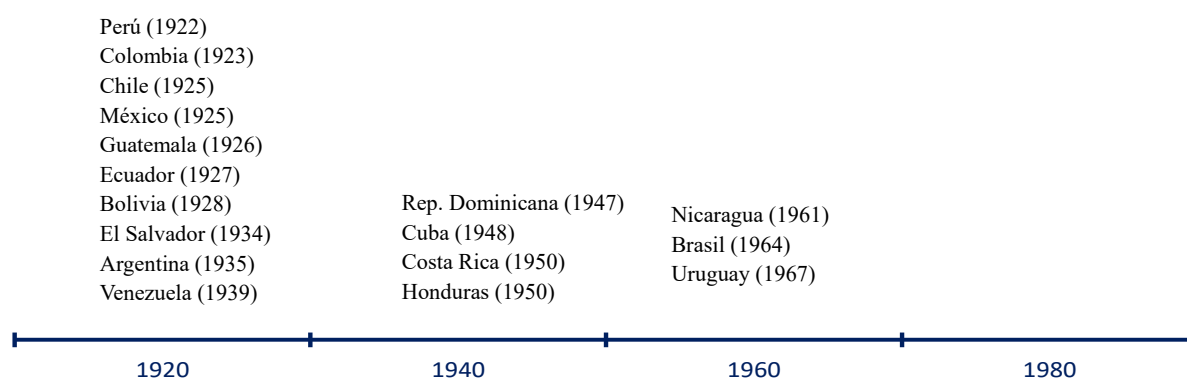 Perú (1922)
Colombia (1923)
Chile (1925)
México (1925)
Guatemala (1926)
Ecuador (1927)
Bolivia (1928)
El Salvador (1934)
Argentina (1935)
Venezuela (1939)
Rep. Dominicana (1947)
Cuba (1948)
Costa Rica (1950)
Honduras (1950)
Nicaragua (1961)
Brasil (1964)
Uruguay (1967)
1920
1940
1960
1980